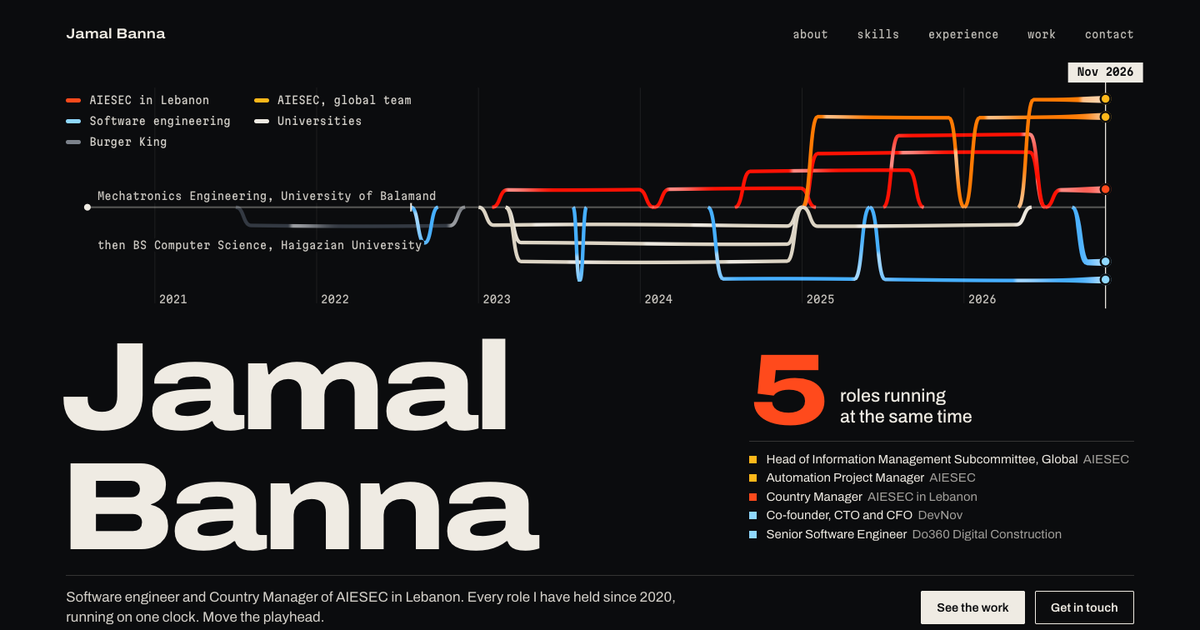 Jamal Banna
about skills experience work contact
Nov 2026
AIESEC in Lebanon
AIESEC, global team
Software engineering
Universities
Burger King
Mechatronics Engineering, University of Balamand
then BS Computer Science, Haigazian University
2021 2022 2023 2024 2025 2026
Jamal
Banna
5 roles running
at the same time
Head of Information Management Subcommittee, Global AIESEC
Automation Project Manager AIESEC
Country Manager AIESEC in Lebanon
Co-founder, CTO and CFO DevNov
Senior Software Engineer Do360 Digital Construction
Software engineer and Country Manager of AIESEC in Lebanon. Every role I have held since 2020,
running on one clock. Move the playhead.
See the work
Get in touch